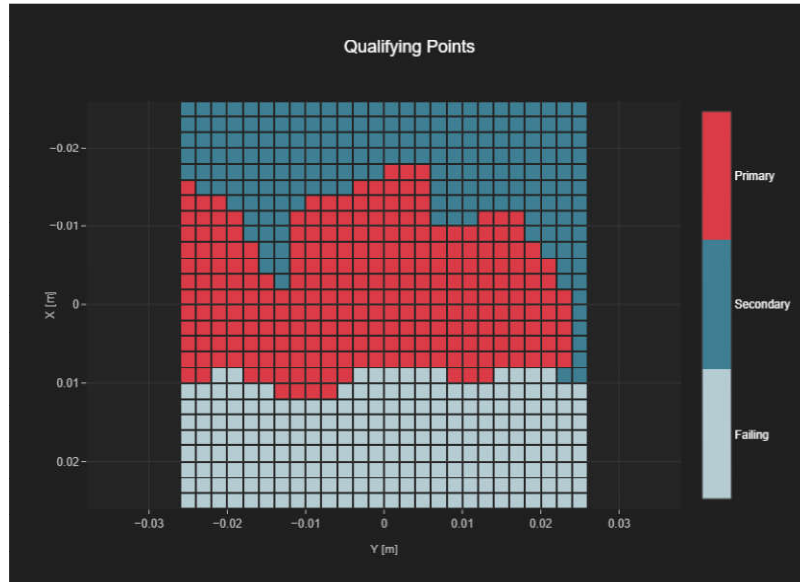 Qualifying Points
Primary
Secondary
Failing
X [m]
−0.02
−0.01
0
0.01
0.02
−0.03
−0.02
−0.01
0
0.01
0.02
0.03
Y [m]